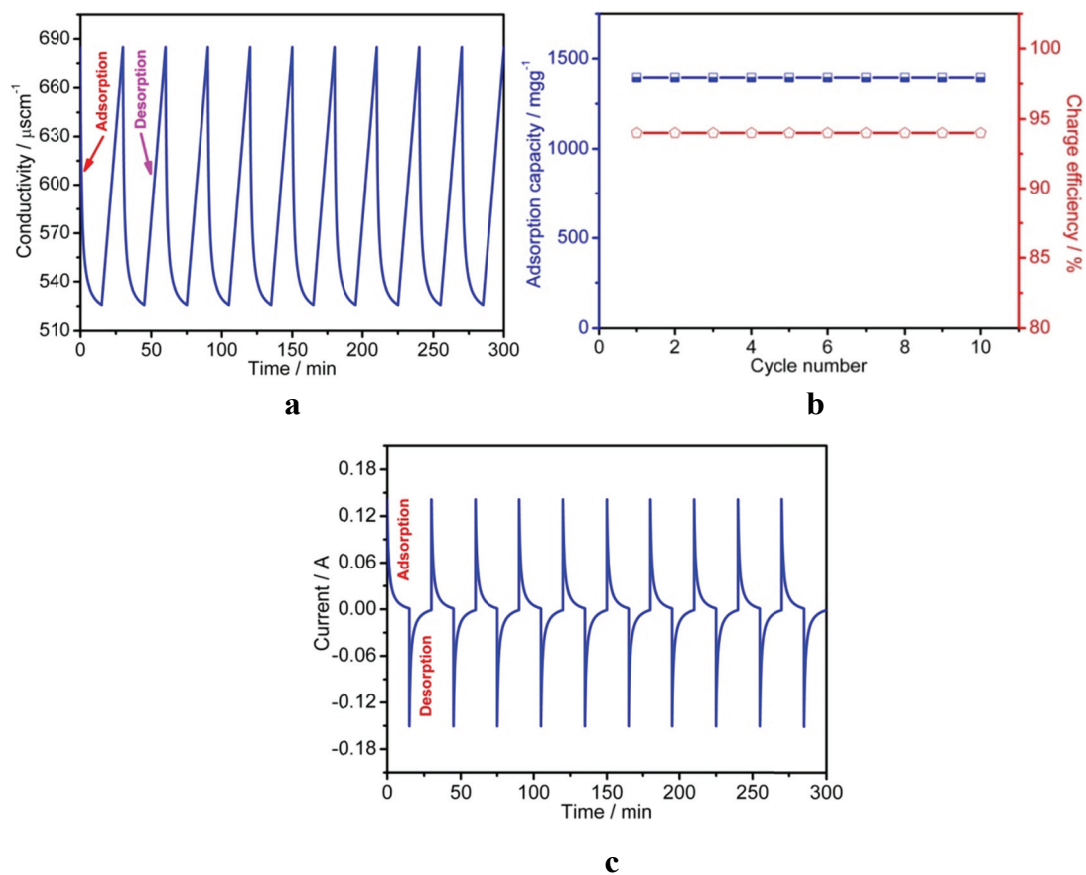 690
660
630
600
570
540
510
Conductivity / μscm⁻¹
Adsorption
Desorption
0 50 100 150 200 250 300
Time / min
a
1500
1000
500
0
Adsorption capacity / mgg⁻¹
100
95
90
85
80
Charge efficiency / %
0 2 4 6 8 10
Cycle number
b
0.18
0.12
0.06
0.00
-0.06
-0.12
-0.18
Current / A
Adsorption
Desorption
0 50 100 150 200 250 300
Time / min
c